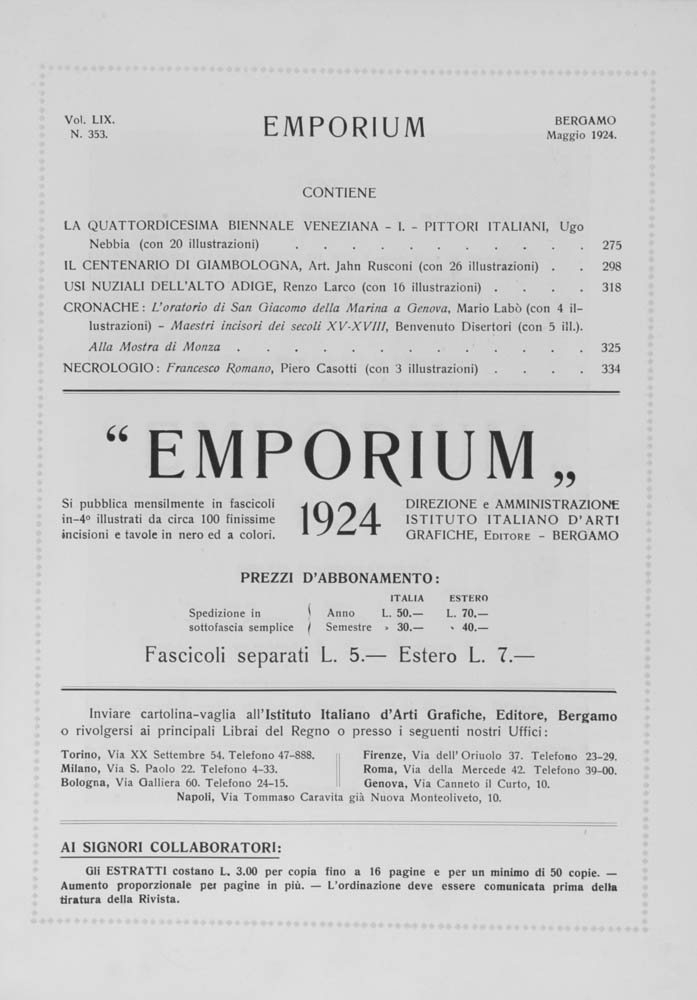 Vol. LIX.
N. 353.
EMPORIUM
BERGAMO
Maggio 1924.
CONTIENE
LA QUATTORDICESIMA BIENNALE VENEZIANA - I. - PITTORI ITALIANI, Ugo
Nebbia (con 20 illustrazioni) . . . . . . . . . . . 275
IL CENTENARIO DI GIAMBOLOGNA, Art. Jahn Rusconi (con 26 illustrazioni) . . 298
USI NUZIALI DELL'ALTO ADIGE, Renzo Larco (con 16 illustrazioni) . . . . 318
CRONACHE: L'oratorio di San Giacomo della Marina a Genova, Mario Labò (con 4 il-
lustrazioni) - Maestri incisori dei secoli XV-XVIII, Benvenuto Disertori (con 5 ill.).
Alla Mostra di Monza . . . . . . . . . . . . . 325
NECROLOGIO: Francesco Romano, Piero Casotti (con 3 illustrazioni) . . . . 334
“EMPORIUM„
Si pubblica mensilmente in fascicoli
in-4º illustrati da circa 100 finissime
incisioni e tavole in nero ed a colori.
1924
DIREZIONE e AMMINISTRAZIONE
ISTITUTO ITALIANO D'ARTI
GRAFICHE, EDITORE - BERGAMO
PREZZI D'ABBONAMENTO:
ITALIA ESTERO
Spedizione in { Anno L. 50.— L. 70.—
sottofascia semplice { Semestre » 30.— » 40.—
Fascicoli separati L. 5.— Estero L. 7.—
Inviare cartolina-vaglia all'Istituto Italiano d'Arti Grafiche, Editore, Bergamo
o rivolgersi ai principali Librai del Regno o presso i seguenti nostri Uffici:
Torino, Via XX Settembre 54. Telefono 47-888.
Milano, Via S. Paolo 22. Telefono 4-33.
Bologna, Via Galliera 60. Telefono 24-15.
Firenze, Via dell'Oriuolo 37. Telefono 23-29.
Roma, Via della Mercede 42. Telefono 39-00.
Genova, Via Canneto il Curto, 10.
Napoli, Via Tommaso Caravita già Nuova Monteoliveto, 10.
AI SIGNORI COLLABORATORI:
Gli ESTRATTI costano L. 3.00 per copia fino a 16 pagine e per un minimo di 50 copie. —
Aumento proporzionale per pagine in più. — L'ordinazione deve essere comunicata prima della
tiratura della Rivista.